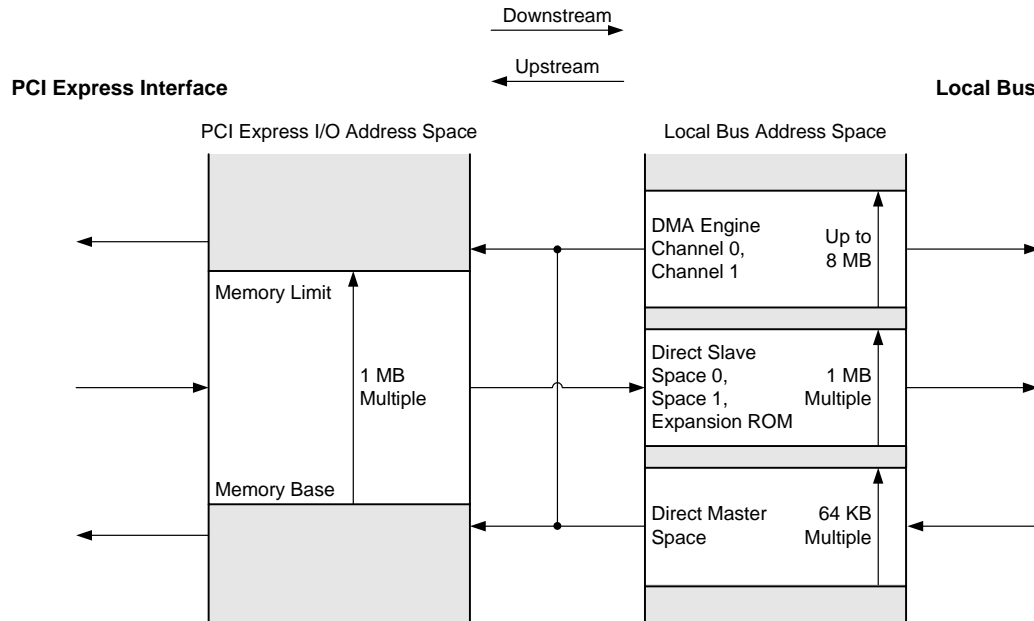 Downstream
Upstream
PCI Express Interface
Local Bus
PCI Express I/O Address Space
Local Bus Address Space
Memory Limit
1 MB
Multiple
Memory Base
DMA Engine
Channel 0,
Channel 1
Up to
8 MB
Direct Slave
Space 0,
Space 1,
Expansion ROM
1 MB
Multiple
Direct Master
Space
64 KB
Multiple